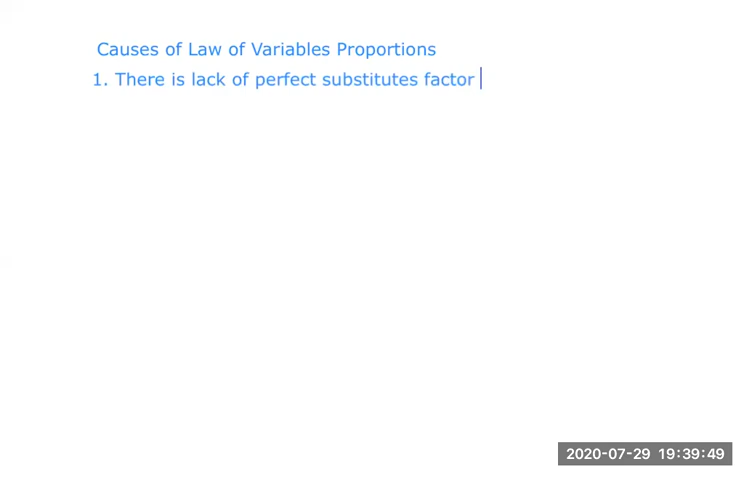 Causes of Law of Variables Proportions
1. There is lack of perfect substitutes factor
2020-07-29 19:39:49